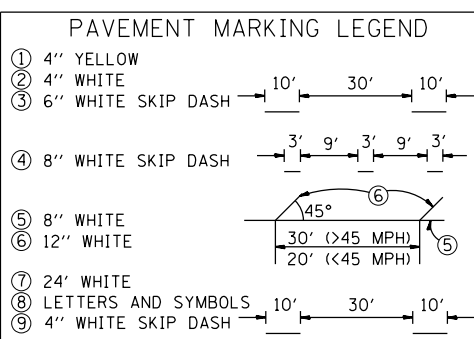 PAVEMENT MARKING LEGEND
① 4'' YELLOW
② 4'' WHITE
③ 6'' WHITE SKIP DASH 10' 30' 10'
④ 8'' WHITE SKIP DASH 3' 9' 3' 9' 3'
⑥
45°
⑤ 8'' WHITE
⑥ 12'' WHITE 30' (>45 MPH) ⑤
20' (<45 MPH)
⑦ 24' WHITE
⑧ LETTERS AND SYMBOLS
⑨ 4'' WHITE SKIP DASH 10' 30' 10'